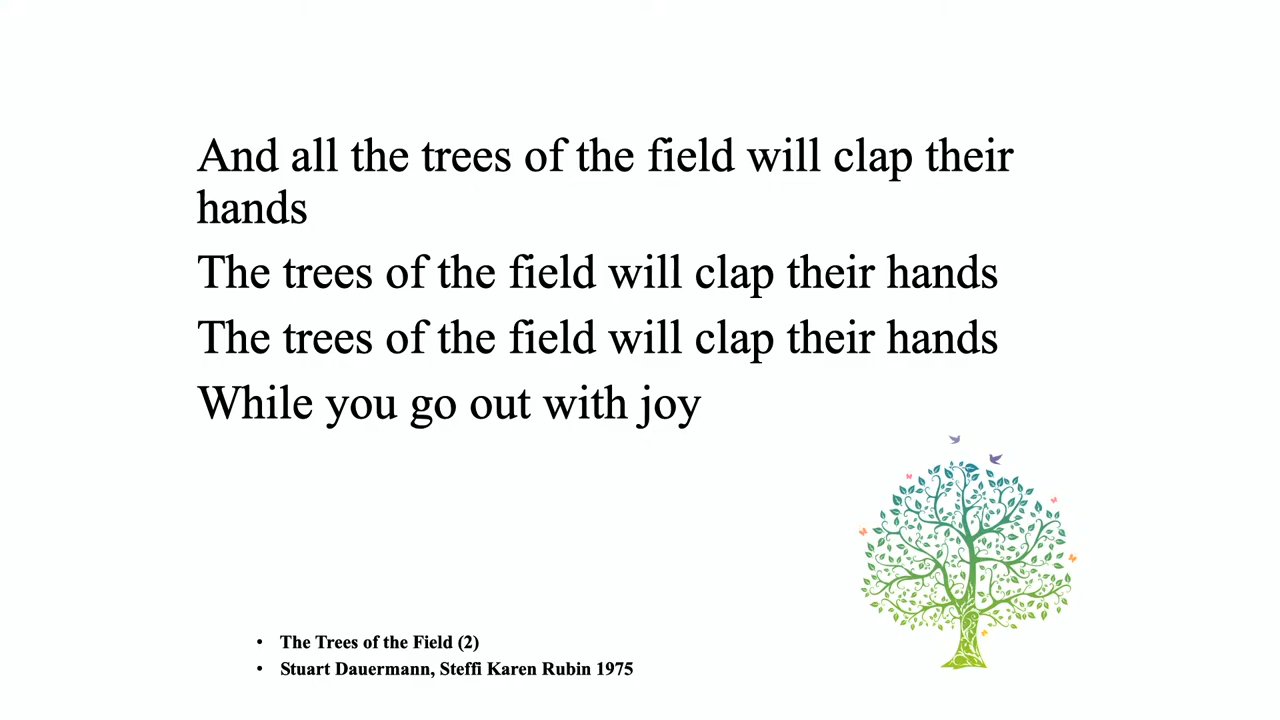 And all the trees of the field will clap their
hands
The trees of the field will clap their hands
The trees of the field will clap their hands
While you go out with joy
• The Trees of the Field (2)
• Stuart Dauermann, Steffi Karen Rubin 1975